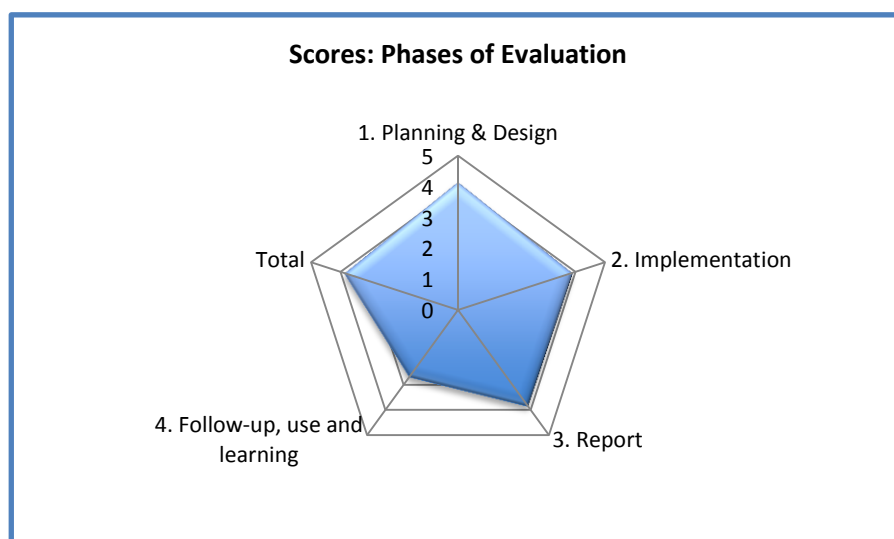 Scores: Phases of Evaluation
1. Planning & Design
5
4
3
2
1
0
Total
2. Implementation
4. Follow-up, use and
learning
3. Report